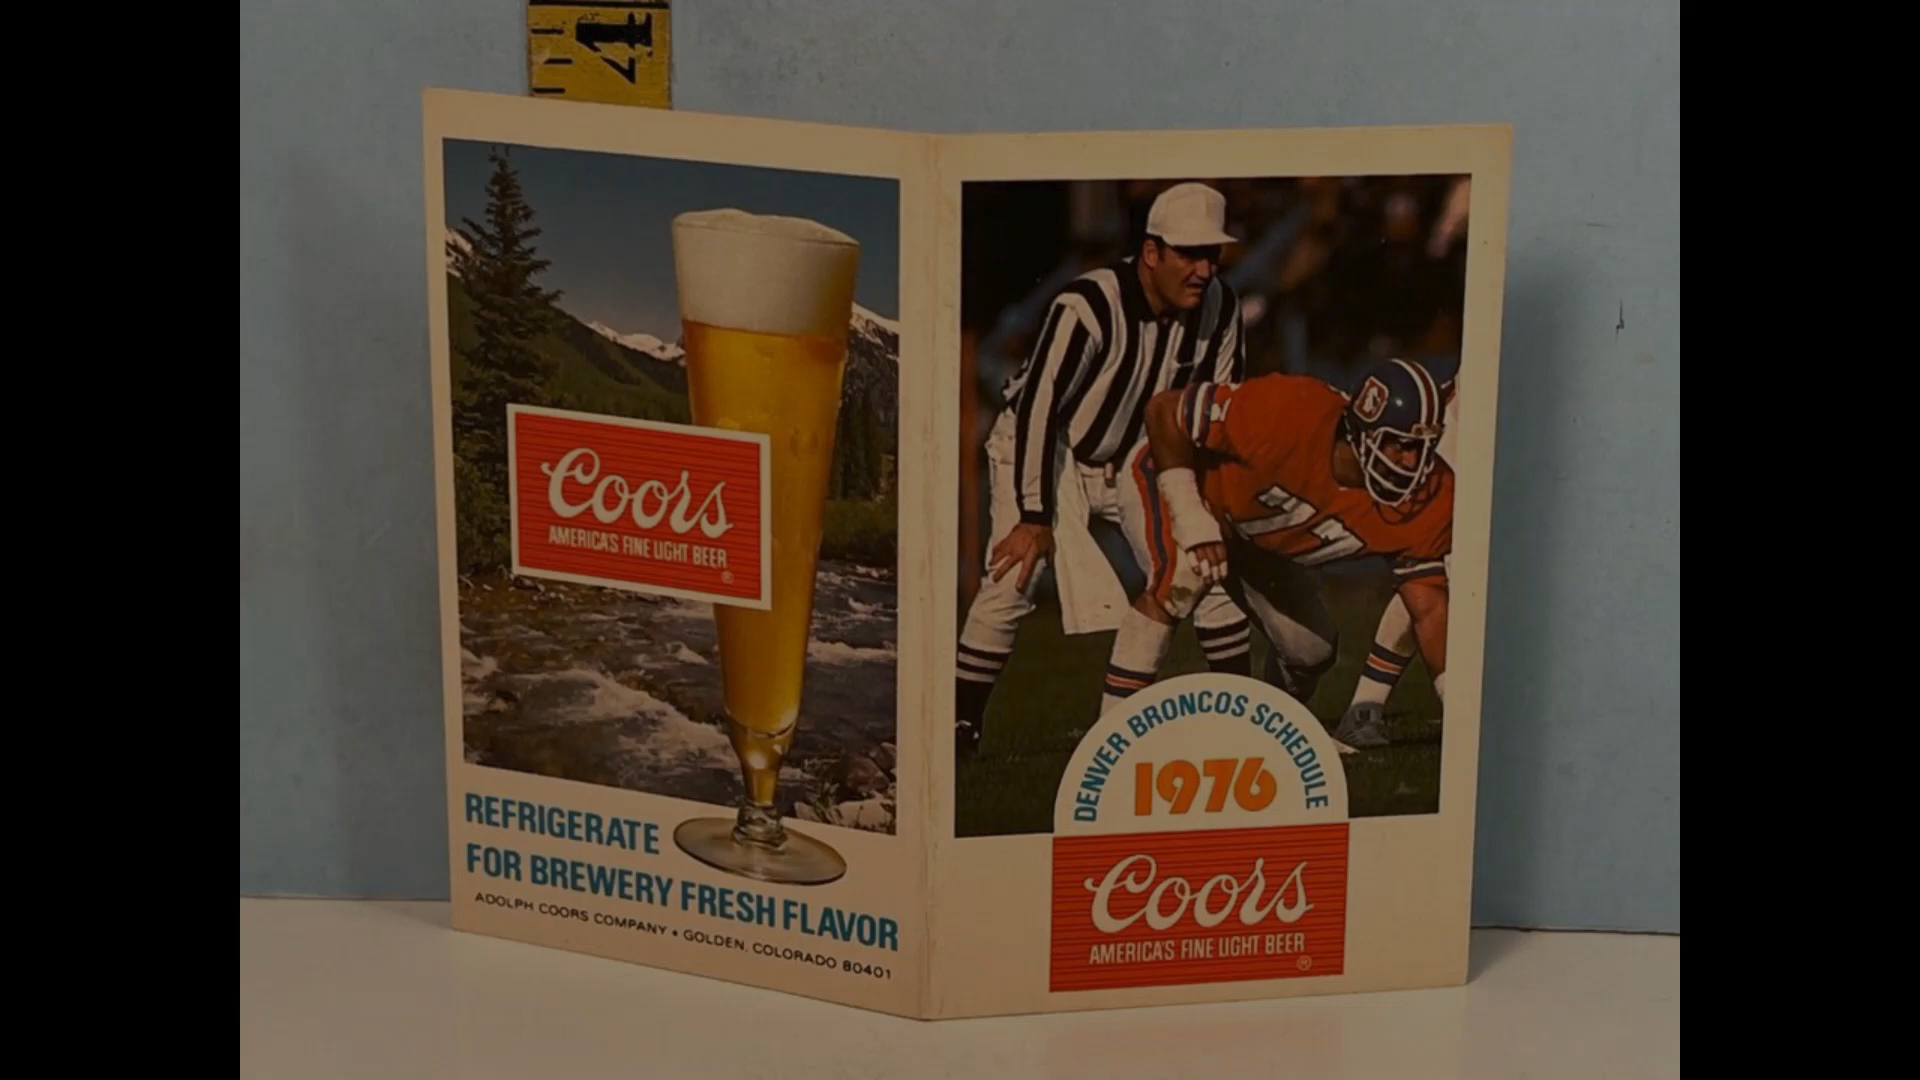 4
Coors
AMERICA'S FINE LIGHT BEER
®
REFRIGERATE
FOR BREWERY FRESH FLAVOR
ADOLPH COORS COMPANY • GOLDEN, COLORADO 80401
DENVER BRONCOS SCHEDULE
1976
Coors
AMERICA'S FINE LIGHT BEER
®